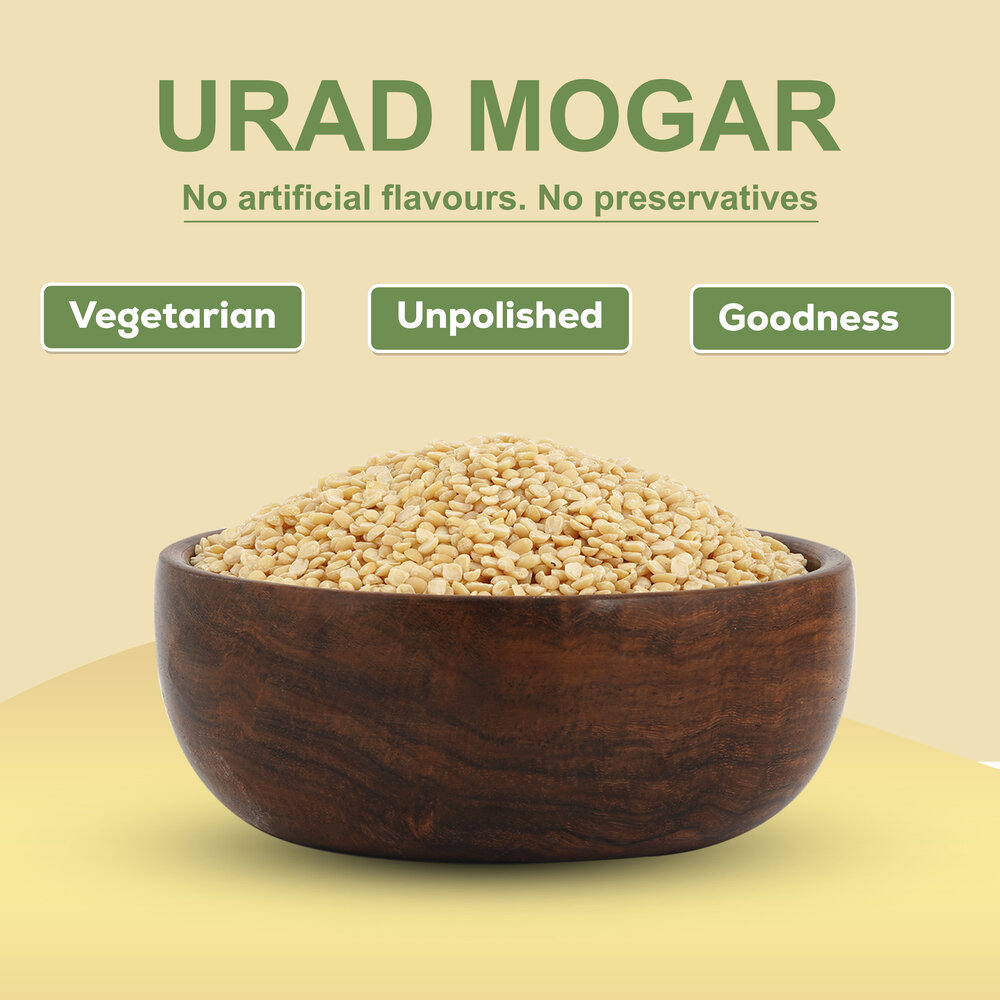 URAD MOGAR
No artificial flavours. No preservatives
Vegetarian
Unpolished
Goodness